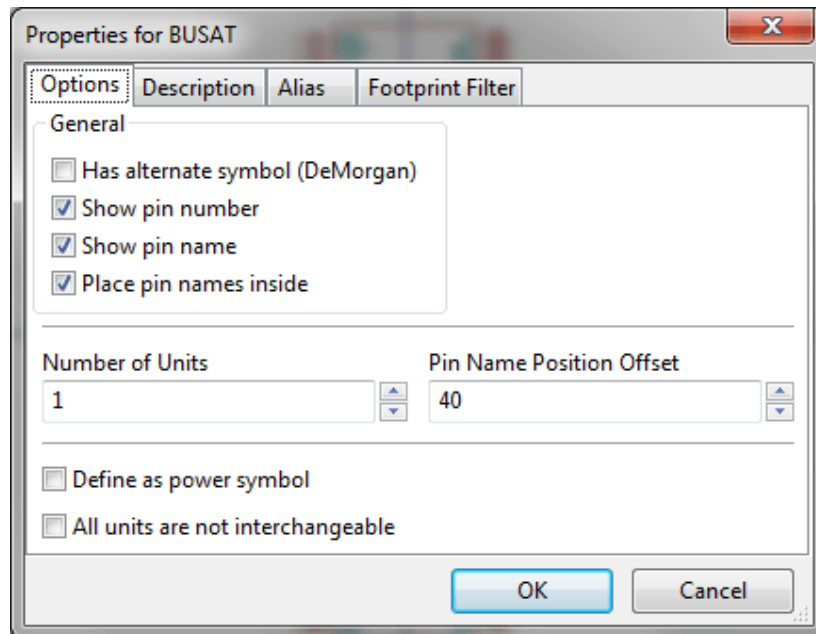 Properties for BUSAT
Options Description Alias Footprint Filter
General
Has alternate symbol (DeMorgan)
Show pin number
Show pin name
Place pin names inside
Number of Units Pin Name Position Offset
1 40
Define as power symbol
All units are not interchangeable
OK Cancel